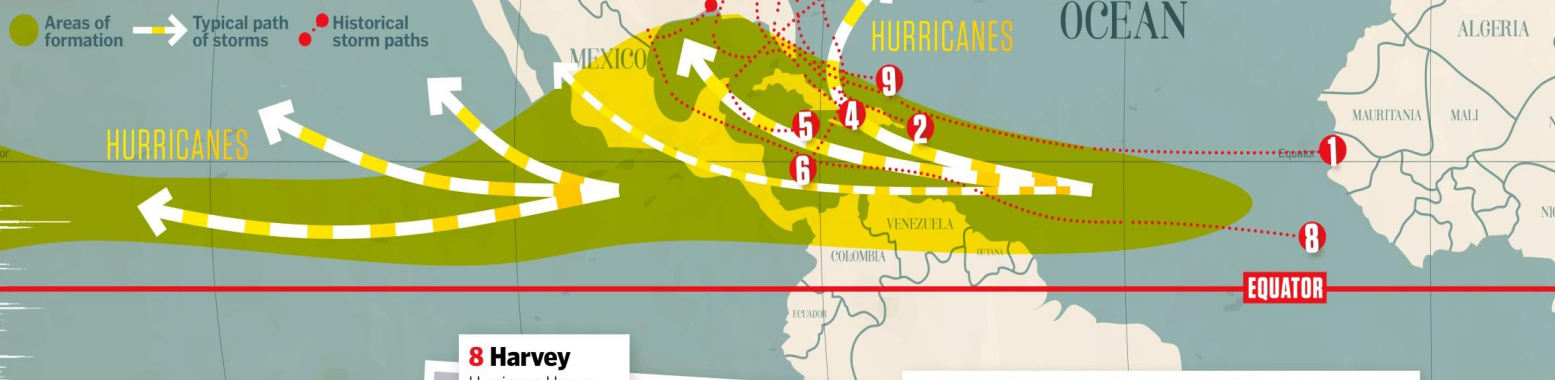 Areas of
formation
Typical path
of storms
Historical
storm paths
HURRICANES
OCEAN
ALGERIA
MEXICO
MAURITANIA
MALI
HURRICANES
9
5
4
2
6
Equator
1
8
VENEZUELA
COLOMBIA
GUYANA
EQUATOR
ECUADOR
8 Harvey